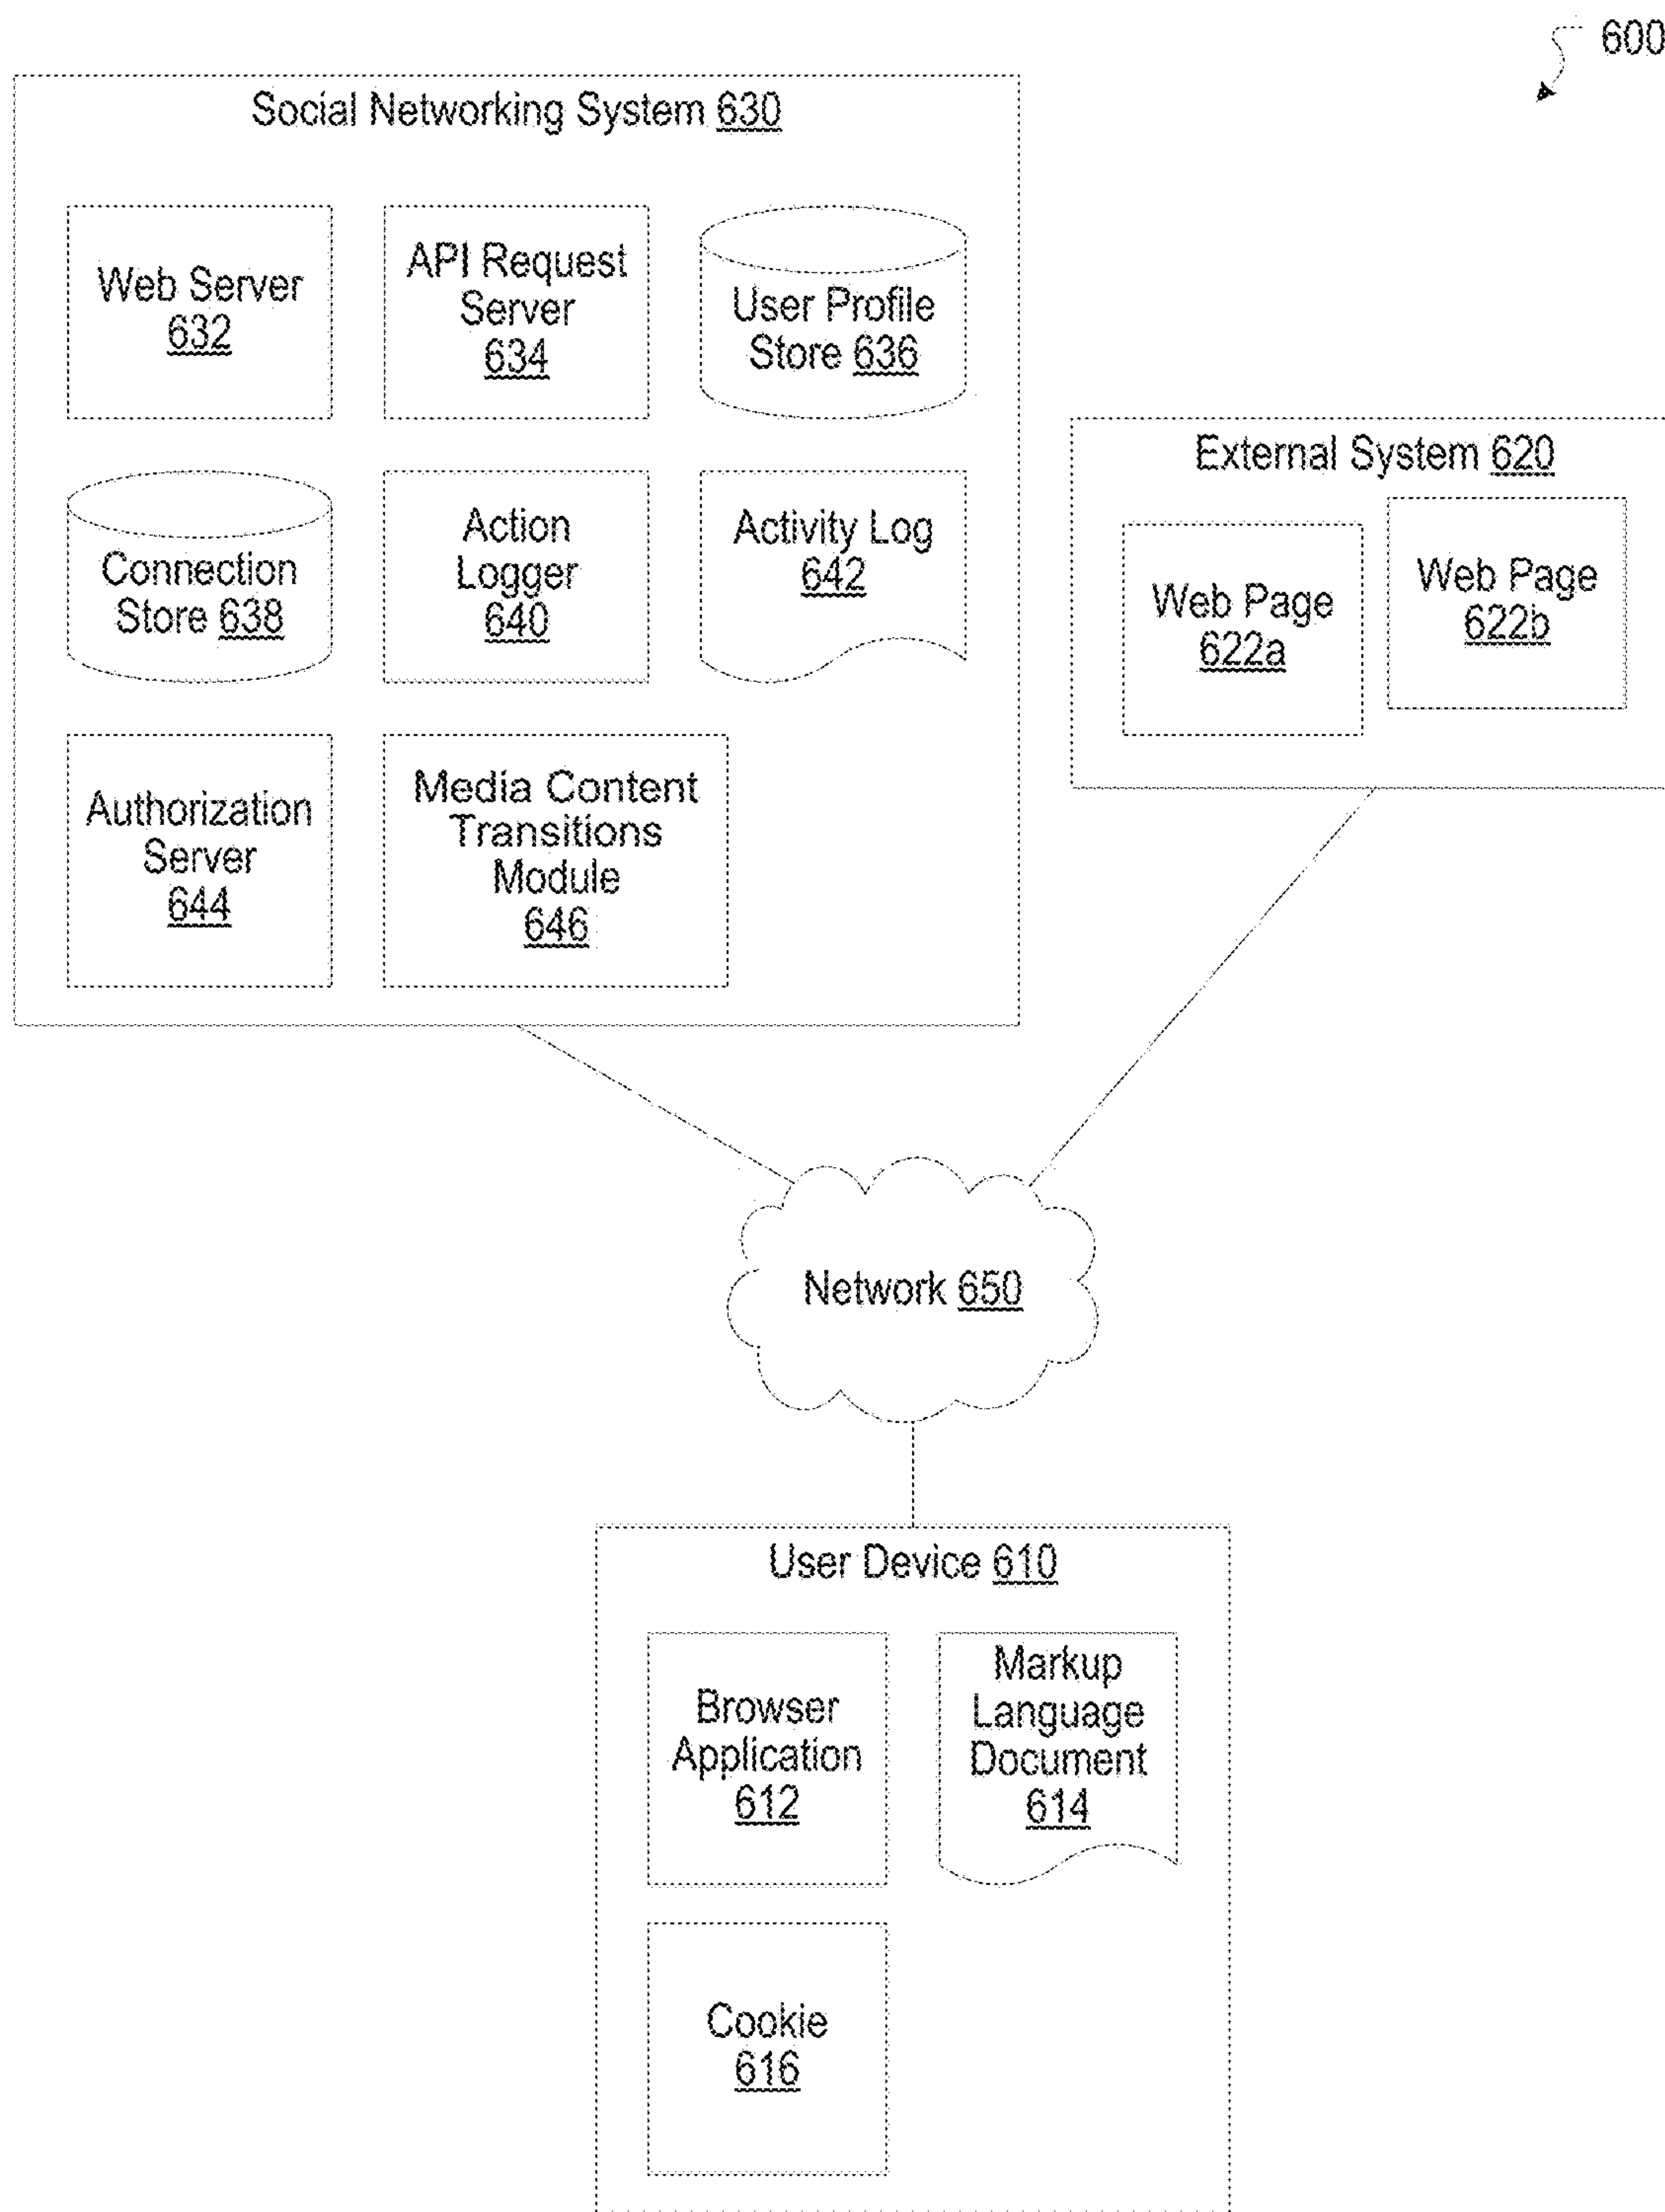 600
Social Networking System 630
Web Server
632
API Request
Server
634
User Profile
Store 636
Connection
Store 638
Action
Logger
640
Activity Log
642
Authorization
Server
644
Media Content
Transitions
Module
646
External System 620
Web Page
622a
Web Page
622b
Network 650
User Device 610
Browser
Application
612
Markup
Language
Document
614
Cookie
616